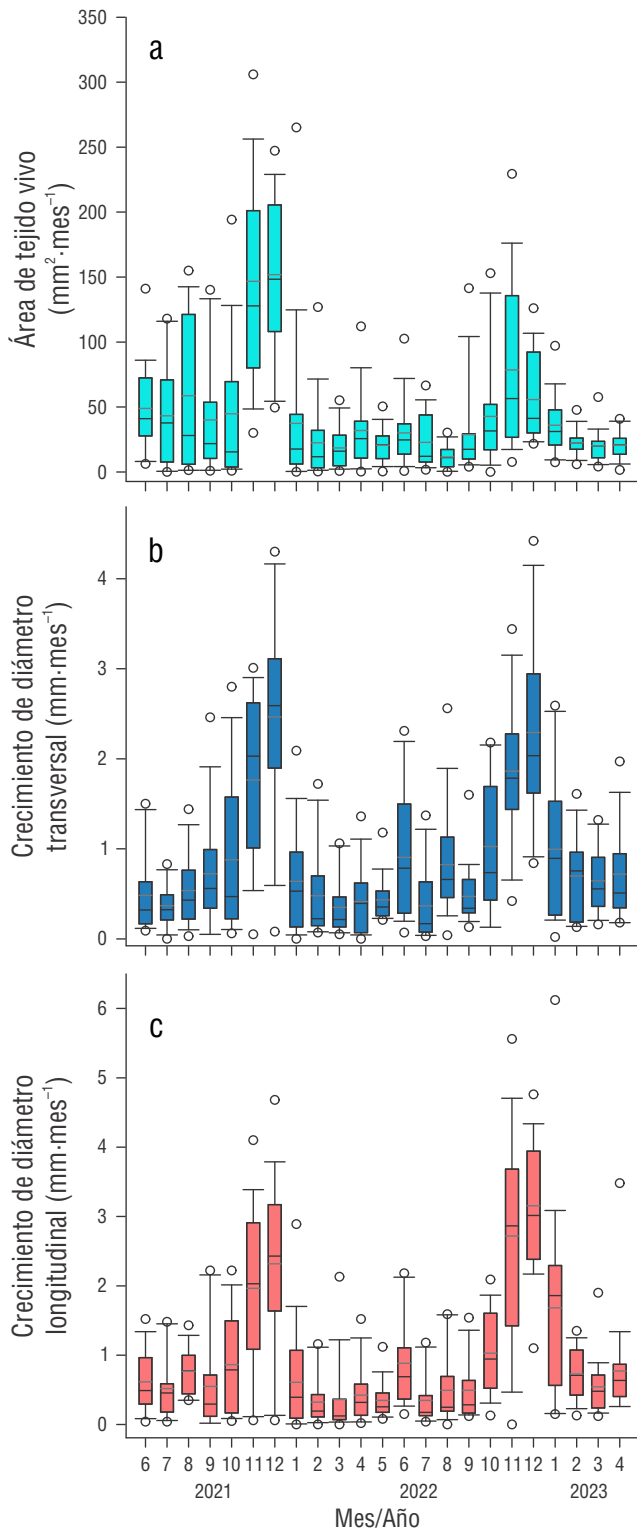 a
Área de tejido vivo
(mm²·mes⁻¹)
350
300
250
200
150
100
50
0
b
Crecimiento de diámetro
transversal (mm·mes⁻¹)
4
3
2
1
0
c
Crecimiento de diámetro
longitudinal (mm·mes⁻¹)
6
5
4
3
2
1
0
6 7 8 9 10 11 12 1 2 3 4 5 6 7 8 9 10 11 12 1 2 3 4
2021 2022 2023
Mes/Año